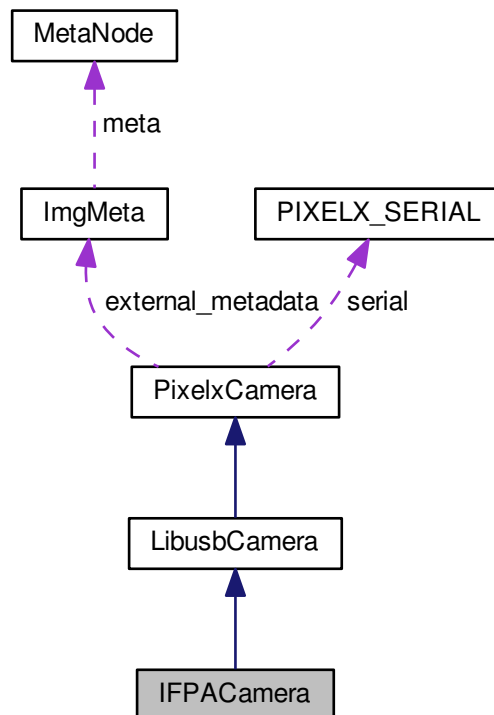 MetaNode
meta
ImgMeta
PIXELX_SERIAL
external_metadata
serial
PixelxCamera
LibusbCamera
IFPACamera